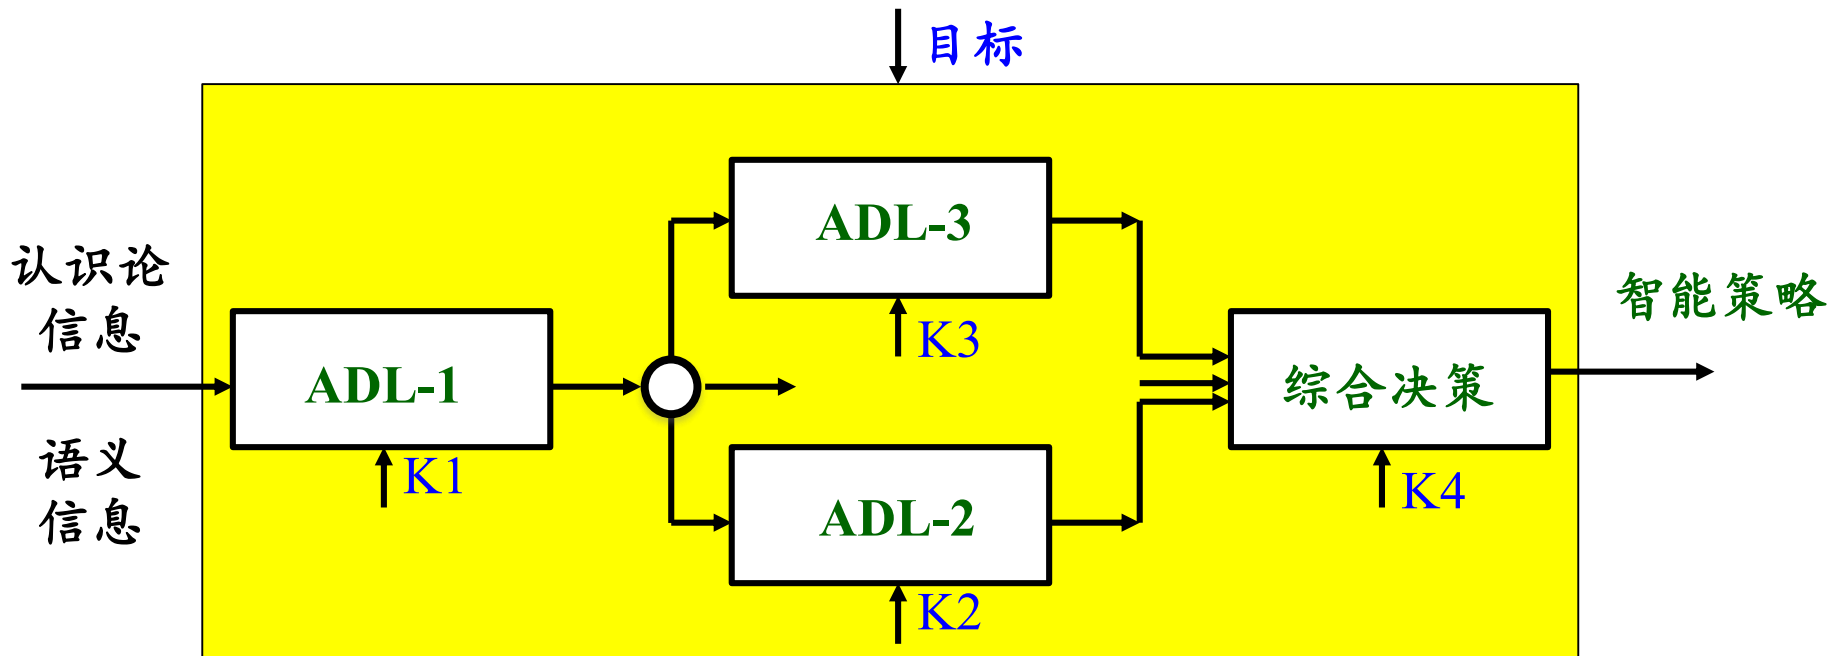 目标
ADL-3
认识论
信息
智能策略
K3
ADL-1
综合决策
语义
信息
K1
K4
ADL-2
K2